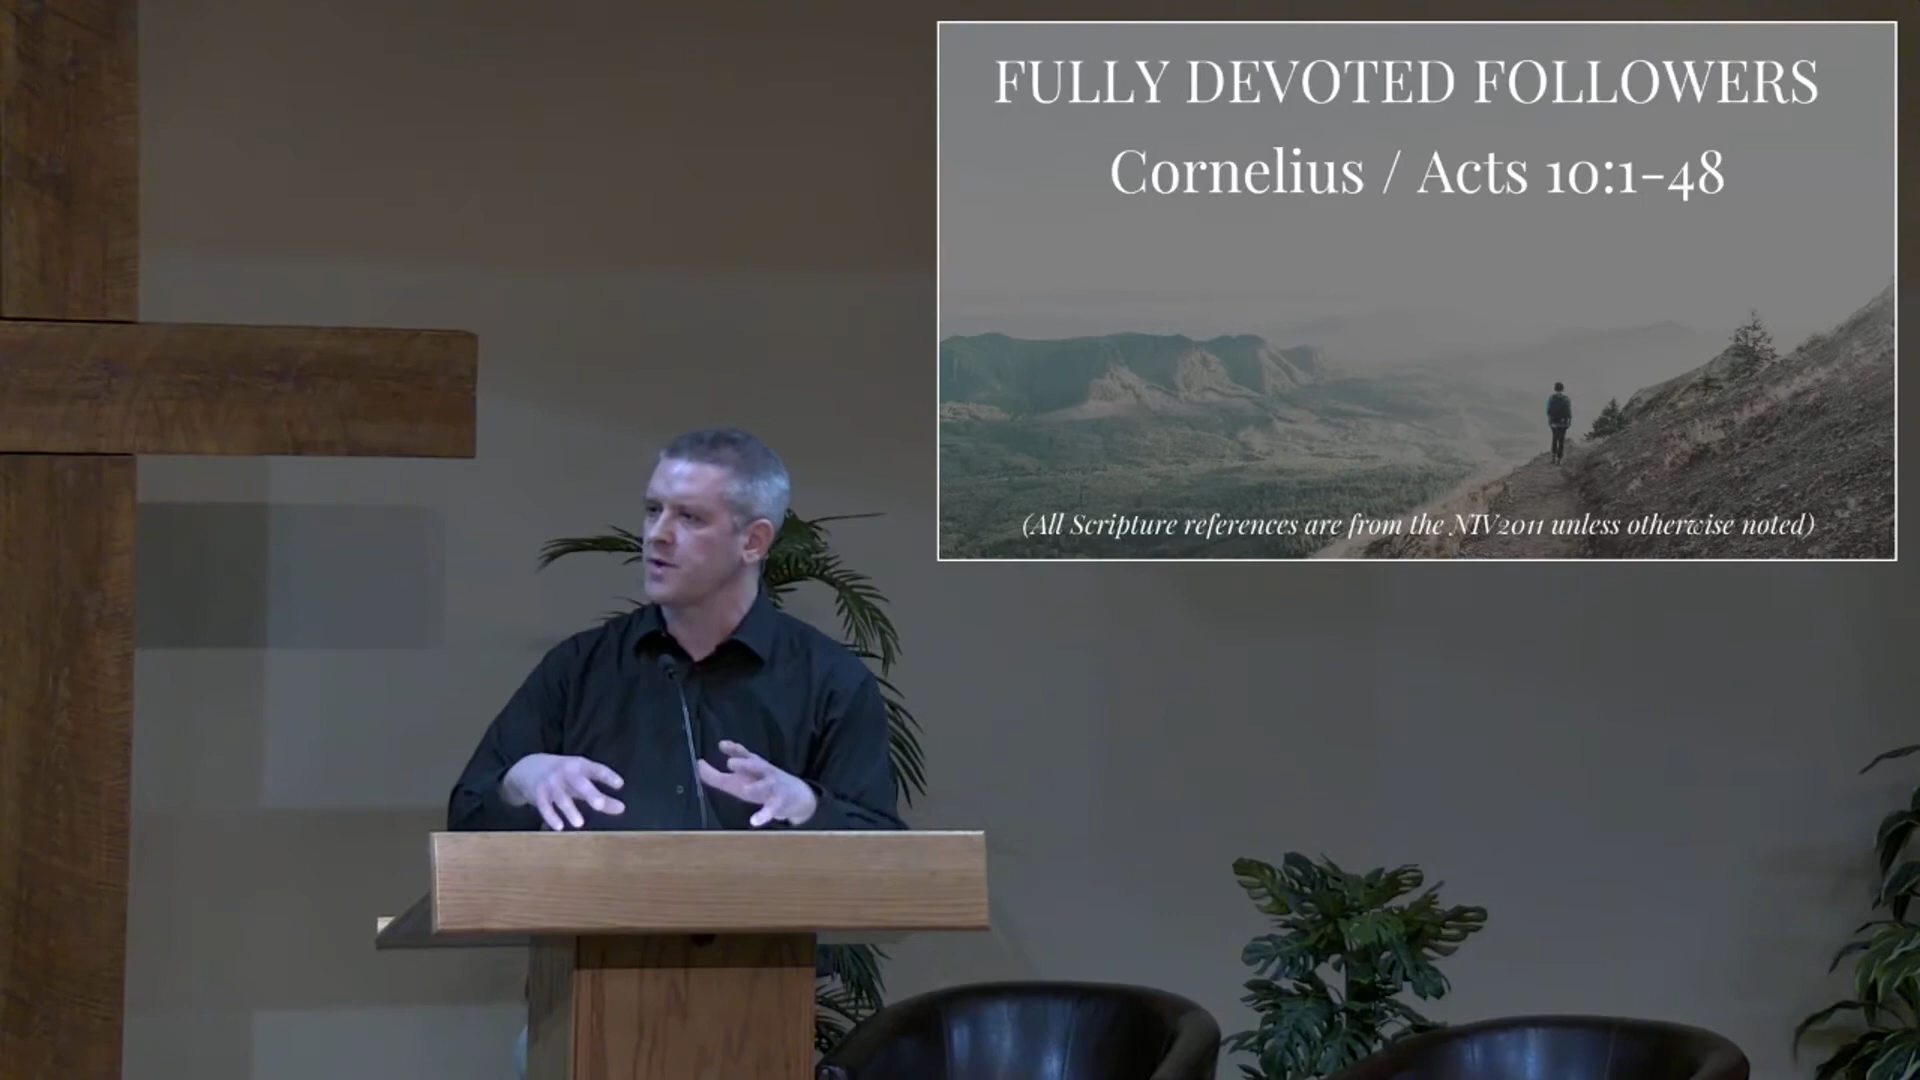 FULLY DEVOTED FOLLOWERS
Cornelius / Acts 10:1-48
(All Scripture references are from the NIV2011 unless otherwise noted)